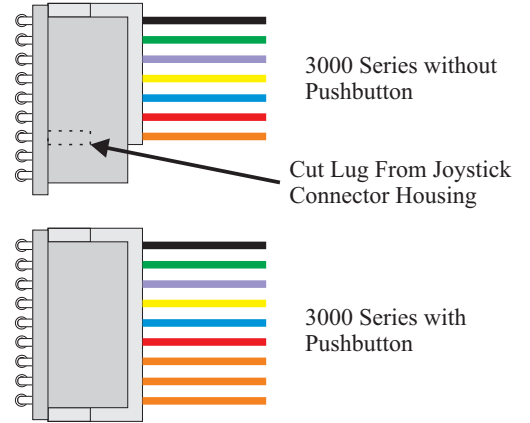 3000 Series without
Pushbutton
Cut Lug From Joystick
Connector Housing
3000 Series with
Pushbutton